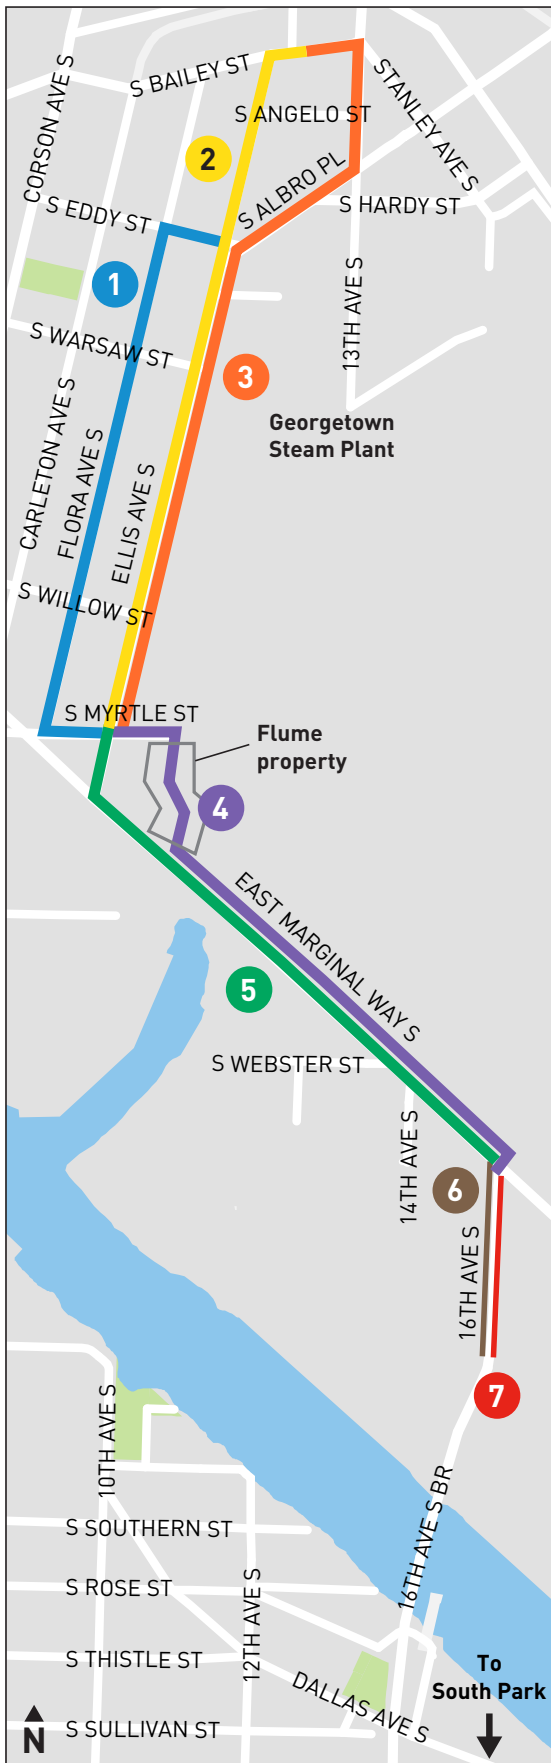 CORSON AVE S
S BAILEY ST
STANLEY AVE S
S ANGELO ST
2
S ALBRO PL
S EDDY ST
S HARDY ST
1
13TH AVE S
S WARSAW ST
3
Georgetown
Steam Plant
CARLETON AVE S
FLORA AVE S
ELLIS AVE S
S WILLOW ST
S MYRTLE ST
Flume
property
4
EAST MARGINAL WAY S
5
S WEBSTER ST
14TH AVE S
6
16TH AVE S
7
10TH AVE S
16TH AVE S BR
S SOUTHERN ST
S ROSE ST
12TH AVE S
S THISTLE ST
To
South Park
DALLAS AVE S
N
S SULLIVAN ST